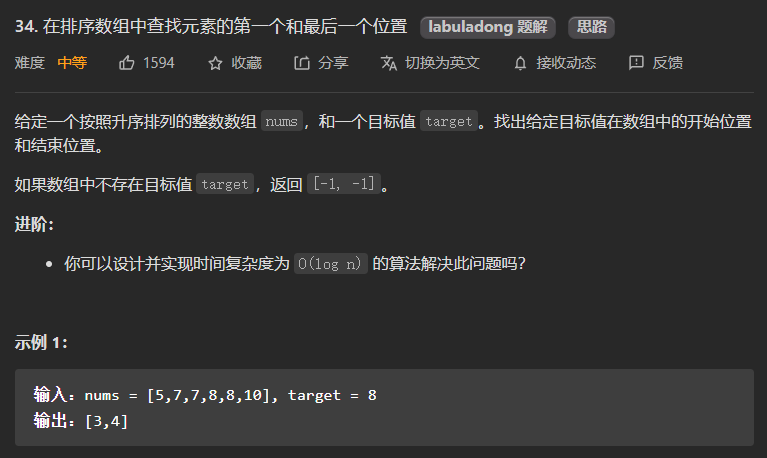 34. 在排序数组中查找元素的第一个和最后一个位置 labuladong 题解 思路
难度 中等 1594 收藏 分享 切换为英文 接收动态 反馈
给定一个按照升序排列的整数数组 nums，和一个目标值 target。找出给定目标值在数组中的开始位置
和结束位置。
如果数组中不存在目标值 target，返回 [-1, -1]。
进阶：
• 你可以设计并实现时间复杂度为 O(log n) 的算法解决此问题吗？
示例 1：
输入：nums = [5,7,7,8,8,10], target = 8
输出：[3,4]